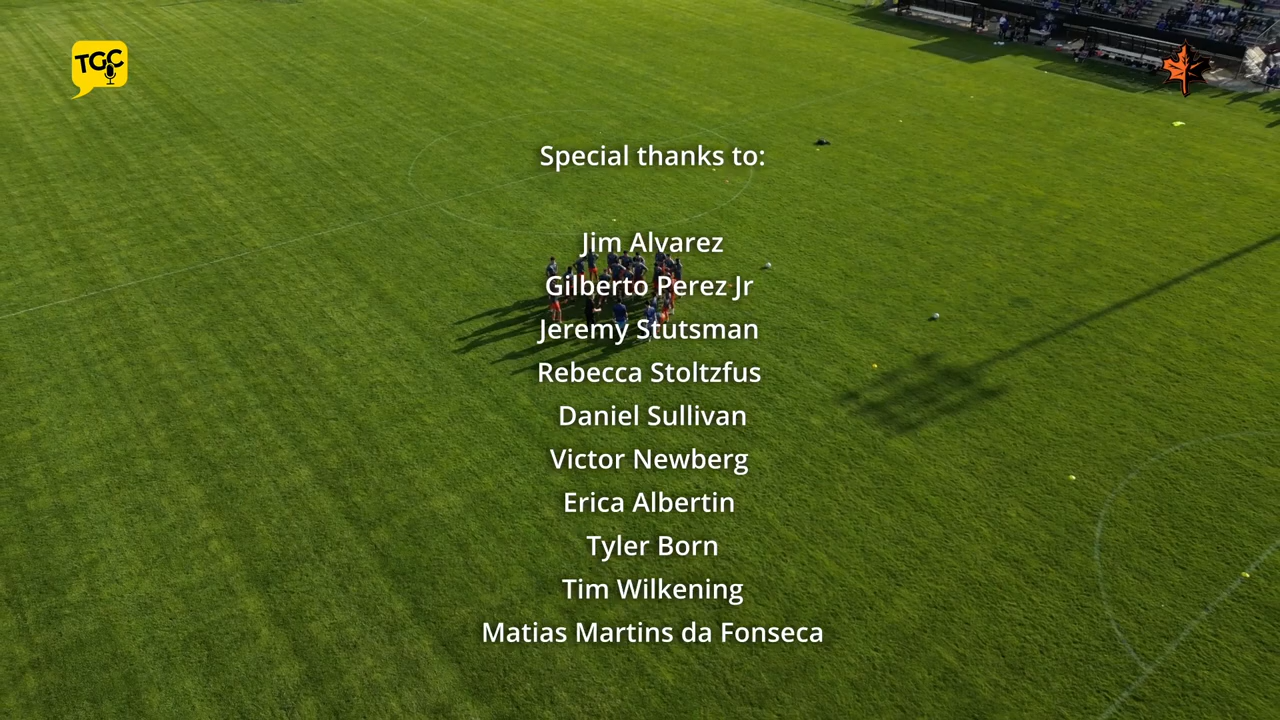 TGC
Special thanks to:
Jim Alvarez
Gilberto Perez Jr
Jeremy Stutsman
Rebecca Stoltzfus
Daniel Sullivan
Victor Newberg
Erica Albertin
Tyler Born
Tim Wilkening
Matias Martins da Fonseca